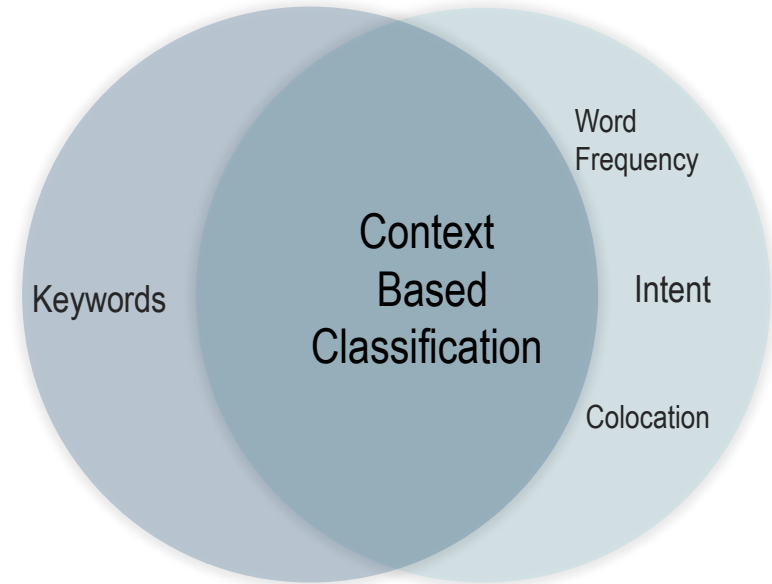 Word
Frequency
Context
Based
Classification
Keywords
Intent
Colocation